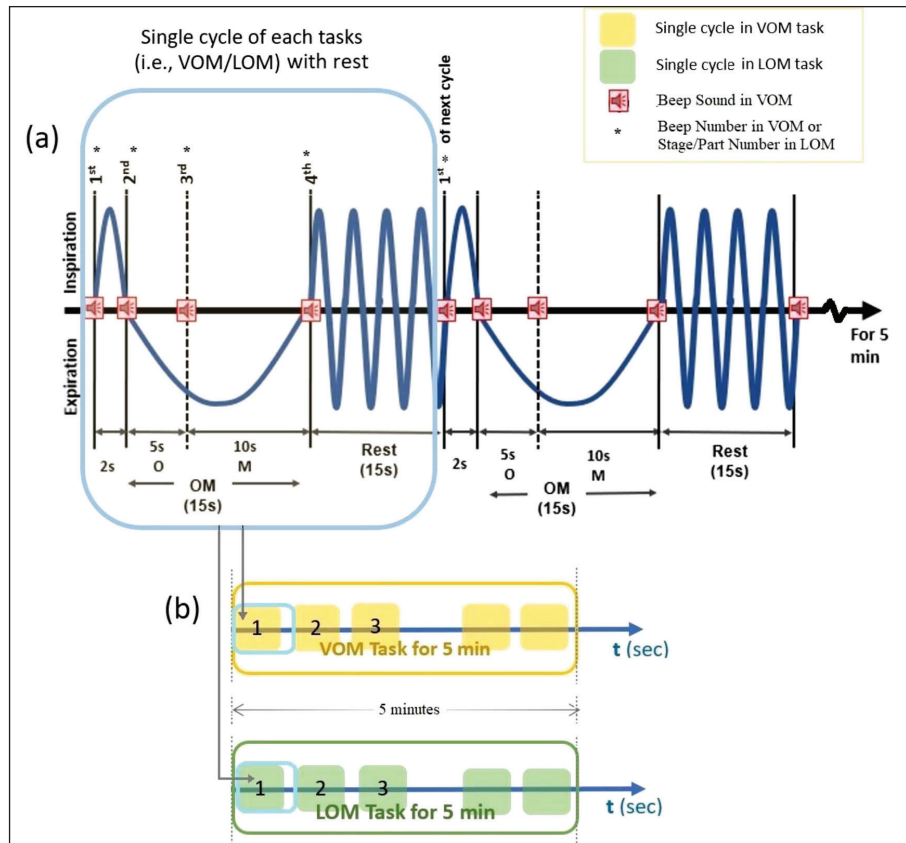 Single cycle of each tasks
(i.e., VOM/LOM) with rest
Single cycle in VOM task
Single cycle in LOM task
Beep Sound in VOM
* Beep Number in VOM or
Stage/Part Number in LOM
(a)
1st *
2nd *
3rd *
4th *
1st * of next cycle
Inspiration
Expiration
For 5
min
2s
5s
O
10s
M
OM
(15s)
Rest
(15s)
2s
5s
O
10s
M
OM
(15s)
Rest
(15s)
(b)
1 2 3
VOM Task for 5 min
t (sec)
5 minutes
1 2 3
LOM Task for 5 min
t (sec)